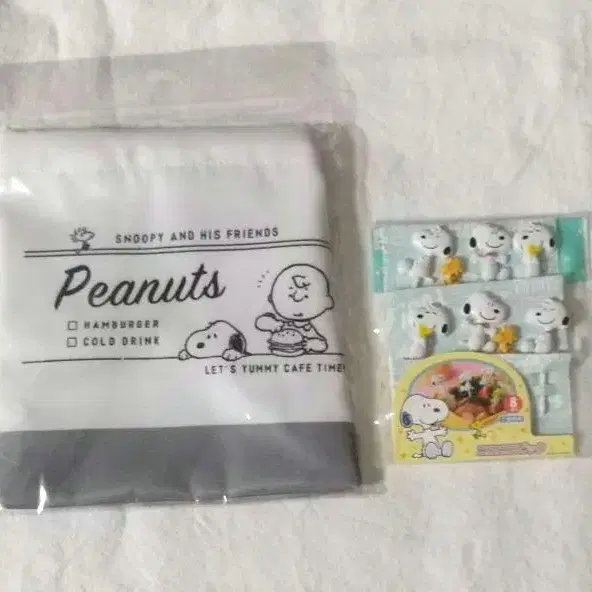 SNOOPY AND HIS FRIENDS
Peanuts
HAMBURGER
COLD DRINK
LET'S YUMMY CAFE TIME!
8